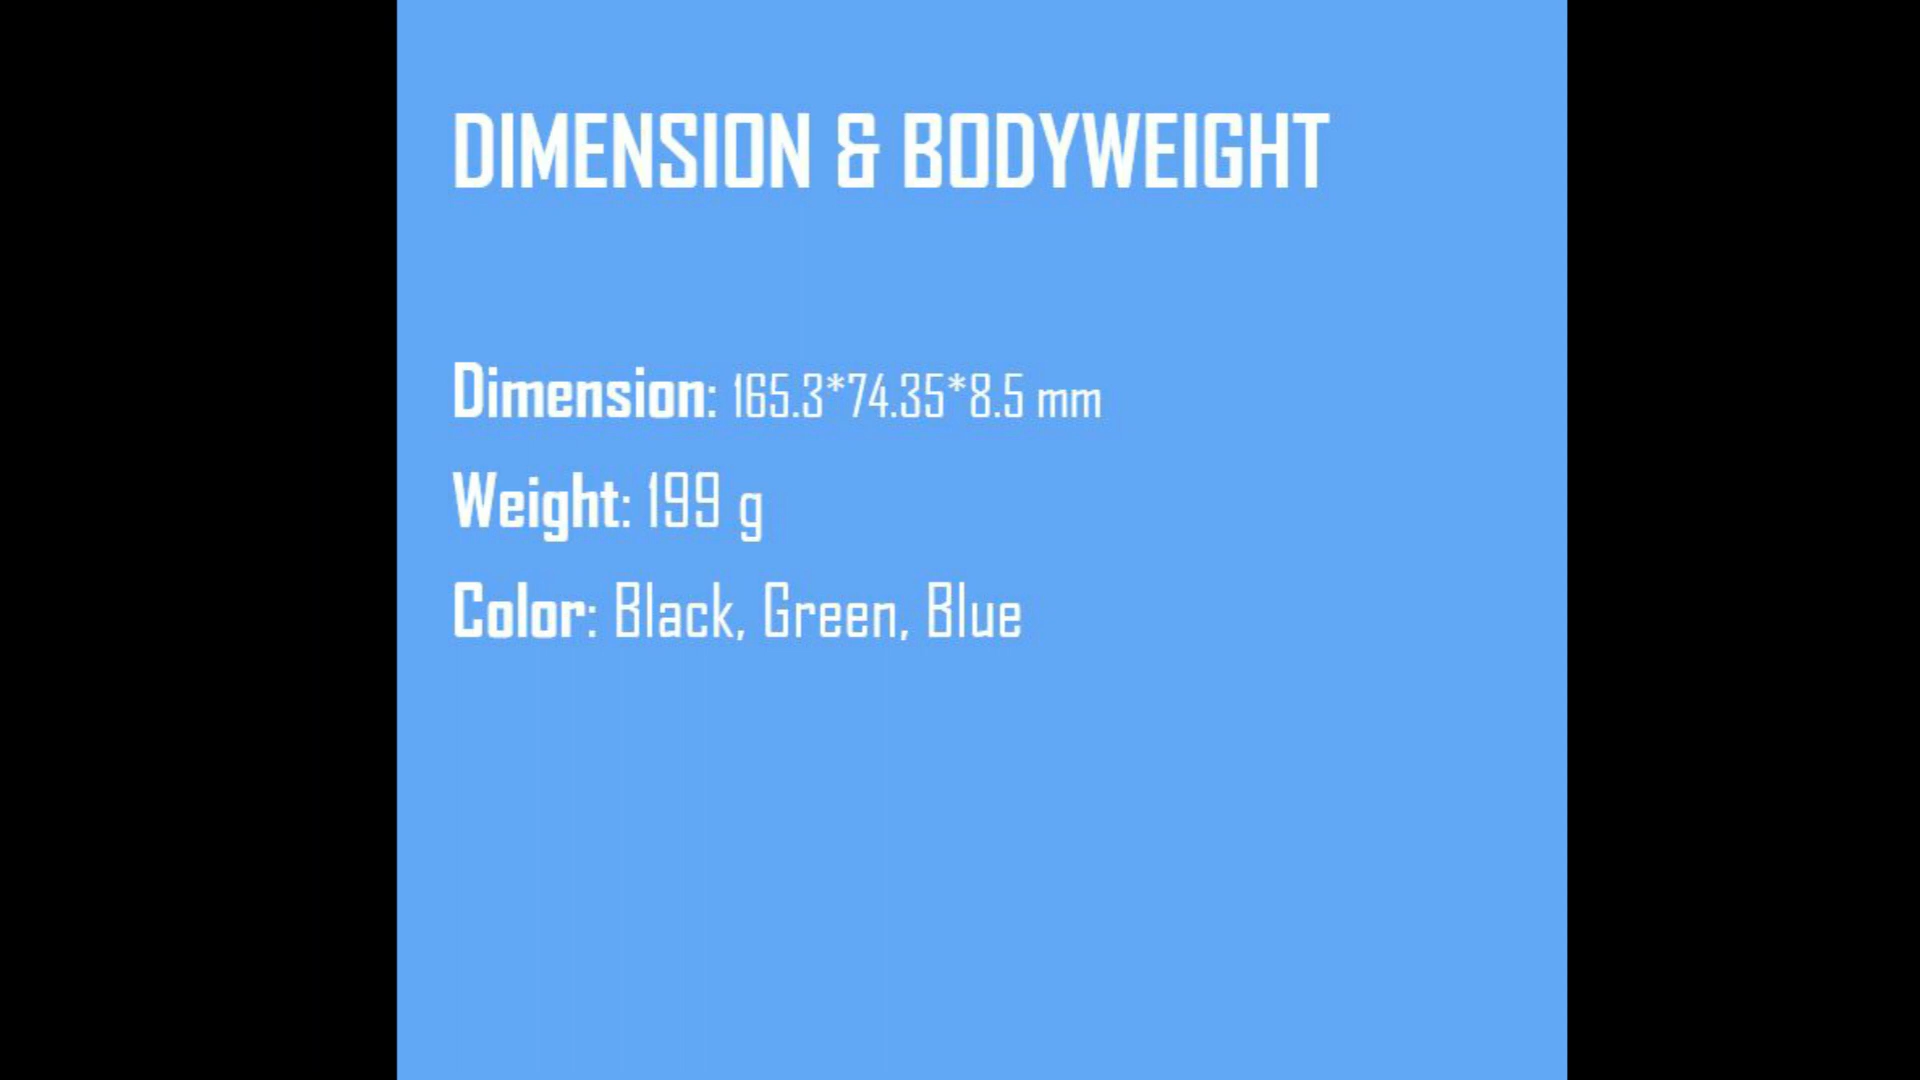 DIMENSION & BODYWEIGHT
Dimension: 165.3*74.35*8.5 mm
Weight: 199 g
Color: Black, Green, Blue